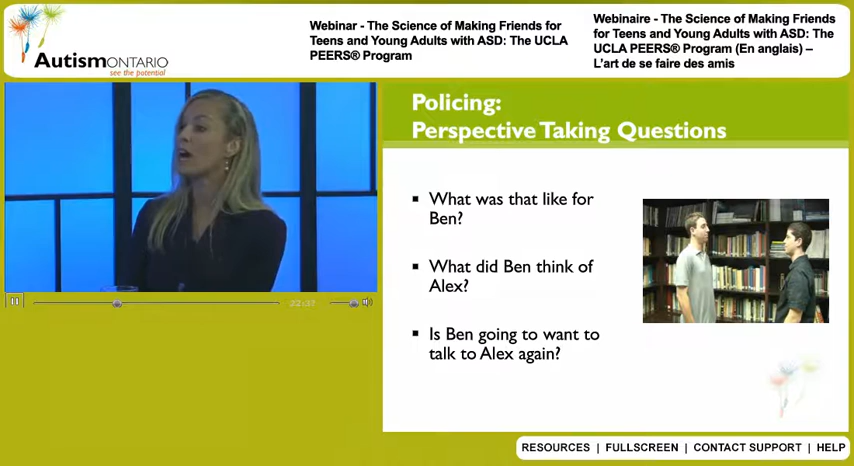 Webinar - The Science of Making Friends for
Teens and Young Adults with ASD: The UCLA
PEERS® Program
Webinaire - The Science of Making Friends
for Teens and Young Adults with ASD: The
UCLA PEERS® Program (En anglais) –
L'art de se faire des amis
Autism ONTARIO
see the potential
Policing:
Perspective Taking Questions
▪ What was that like for
Ben?
▪ What did Ben think of
Alex?
▪ Is Ben going to want to
talk to Alex again?
22:37
RESOURCES | FULLSCREEN | CONTACT SUPPORT | HELP